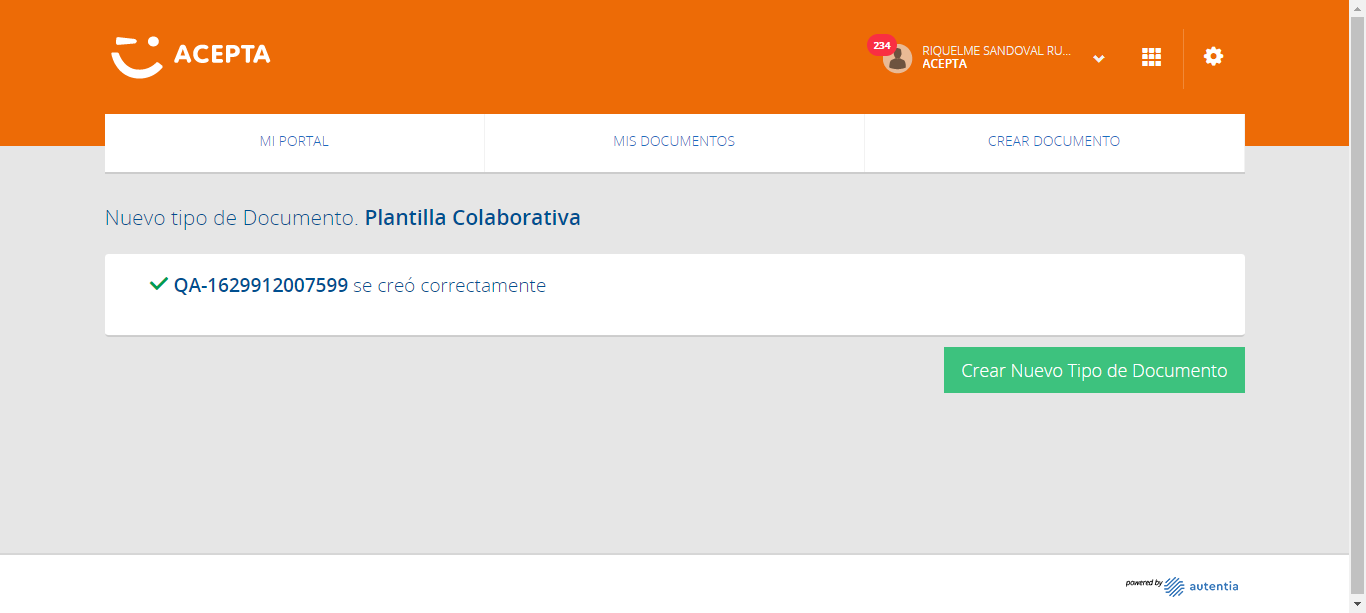 ACEPTA
234
RIQUELME SANDOVAL RU...
ACEPTA
MI PORTAL
MIS DOCUMENTOS
CREAR DOCUMENTO
Nuevo tipo de Documento. Plantilla Colaborativa
QA-1629912007599 se creó correctamente
Crear Nuevo Tipo de Documento
powered by autentia